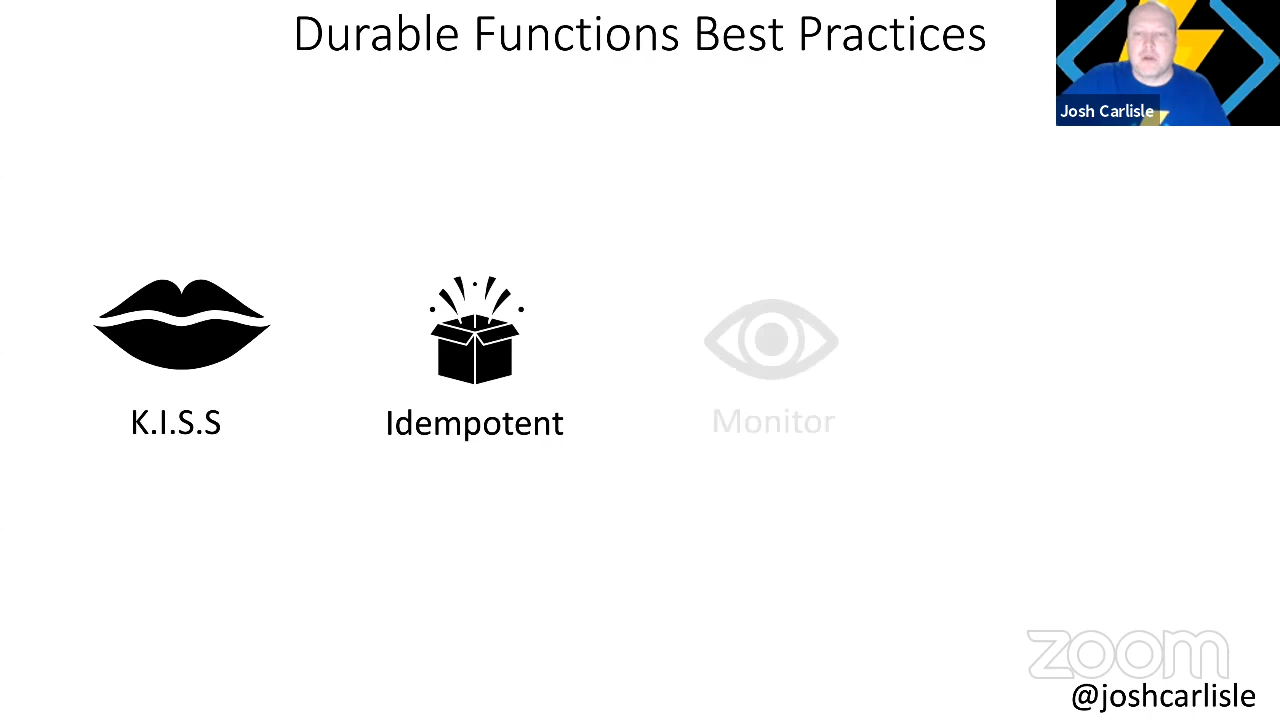 Durable Functions Best Practices
Josh Carlisle
K.I.S.S
Idempotent
Monitor
zoom
@joshcarlisle